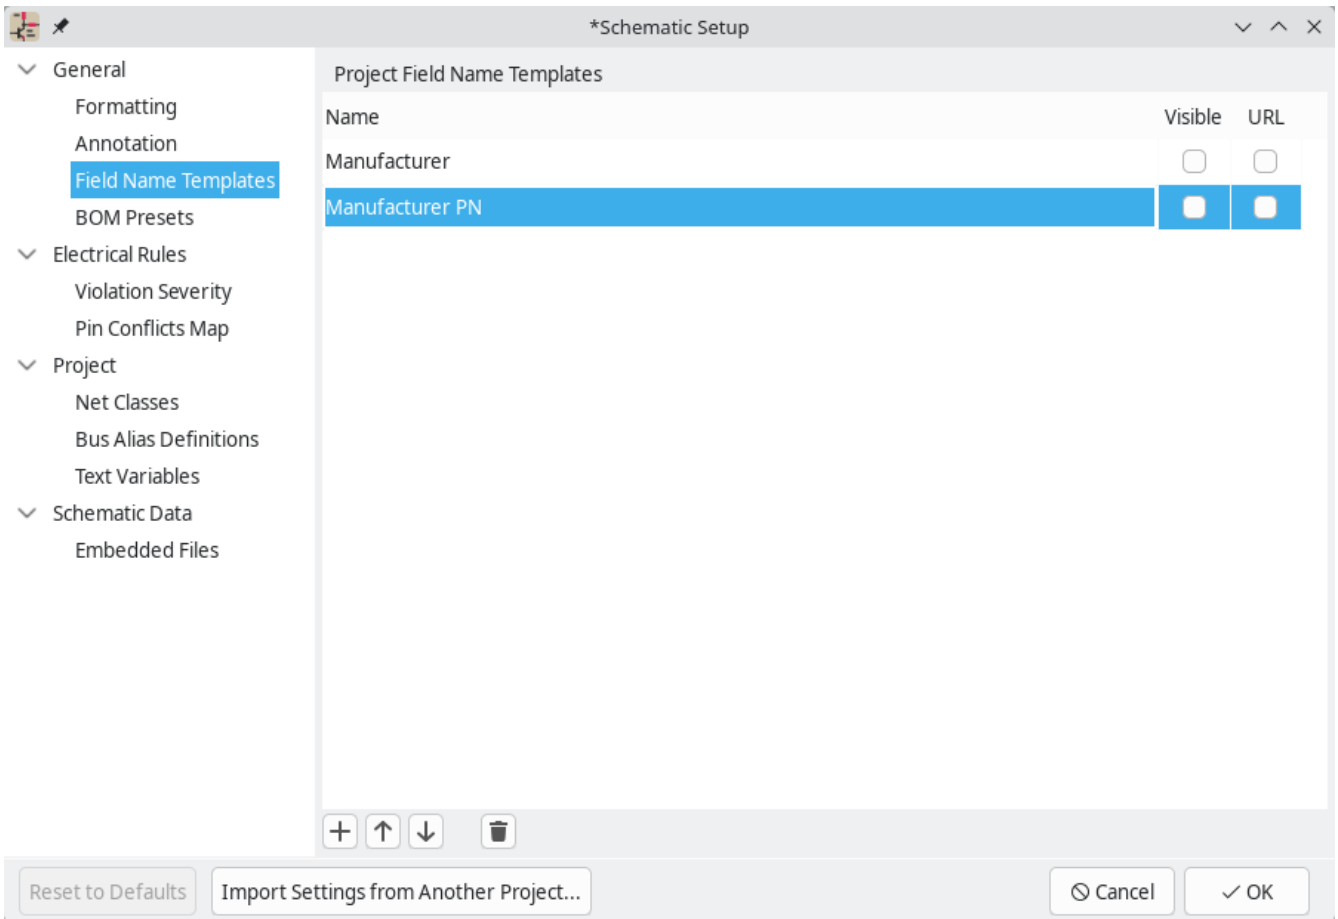 *Schematic Setup
General
Formatting
Annotation
Field Name Templates
BOM Presets
Electrical Rules
Violation Severity
Pin Conflicts Map
Project
Net Classes
Bus Alias Definitions
Text Variables
Schematic Data
Embedded Files
Project Field Name Templates
Name Visible URL
Manufacturer
Manufacturer PN
Reset to Defaults Import Settings from Another Project... Cancel OK